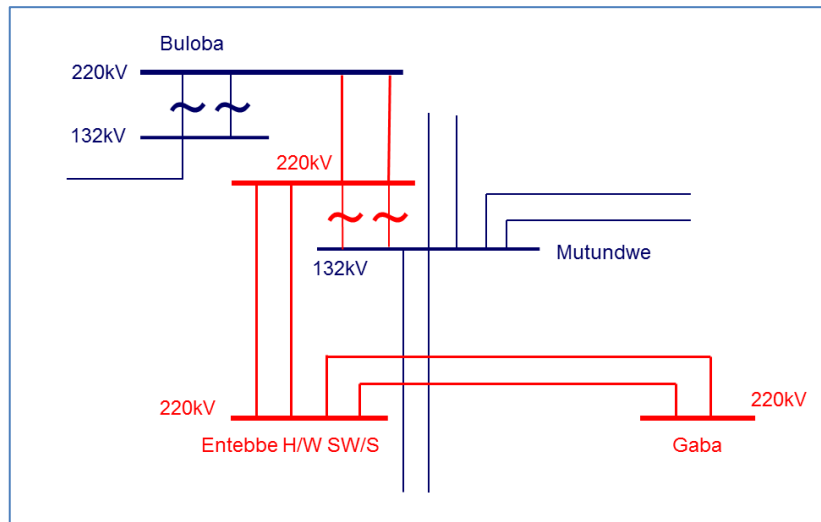 Buloba
220kV
132kV
220kV
132kV
Mutundwe
220kV
220kV
Entebbe H/W SW/S
Gaba